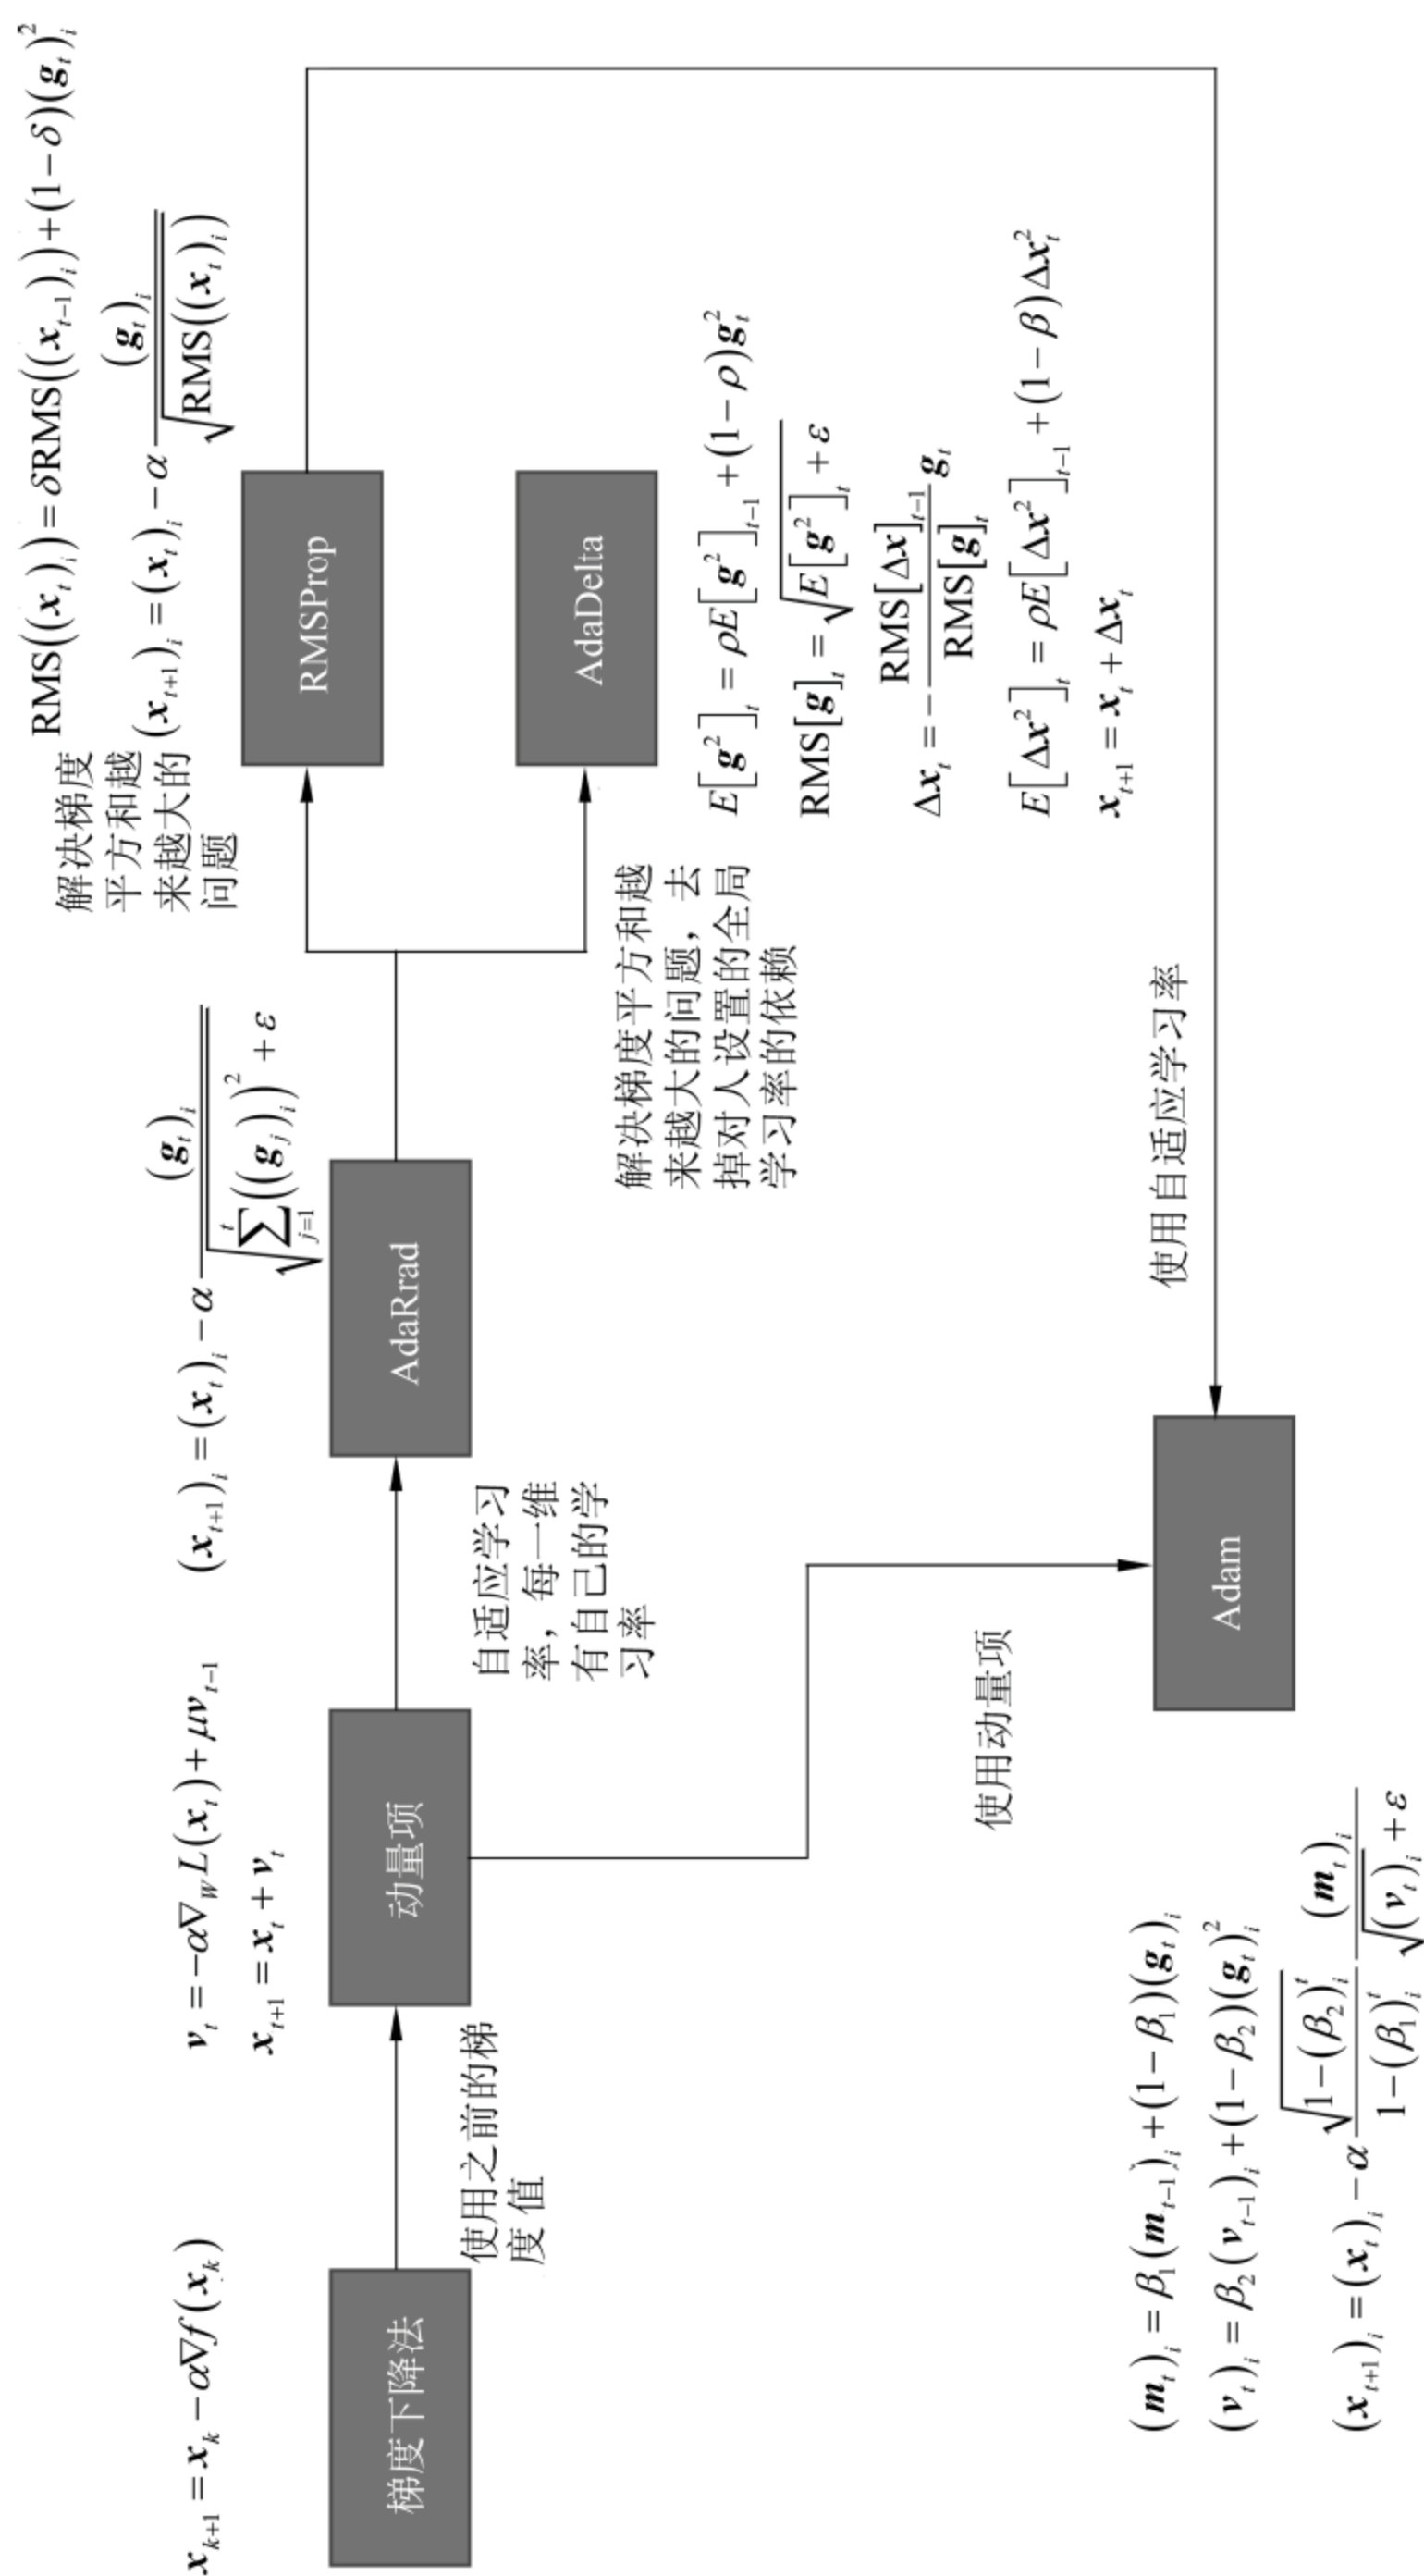 x_{k+1} = x_k − α∇f(x_k)
梯度下降法
使用之前的梯
度 值
v_t = −α∇_W L(x_t) + μv_{t−1}
x_{t+1} = x_t + v_t
动量项
自适应学习
率，每一维
有自己的学
习率
(x_{t+1})_i = (x_t)_i − α (g_t)_i / √(∑_{j=1}^{t} ((g_j)_i)^2 + ε)
AdaRrad
解决梯度
平方和越
来越大的
问题
RMS((x_t)_i) = δRMS((x_{t−1})_i) + (1−δ)(g_t)_i^2
(x_{t+1})_i = (x_t)_i − α (g_t)_i / √RMS((x_t)_i)
RMSProp
AdaDelta
解决梯度平方和越
来越大的问题，去
掉对人设置的全局
学习率的依赖
E[g^2]_t = ρE[g^2]_{t−1} + (1−ρ)g_t^2
RMS[g]_t = √(E[g^2]_t + ε)
Δx_t = − RMS[Δx]_{t−1} / RMS[g]_t g_t
E[Δx^2]_t = ρE[Δx^2]_{t−1} + (1−β)Δx_t^2
x_{t+1} = x_t + Δx_t
使用动量项
使用自适应学习率
Adam
(m_t)_i = β_1(m_{t−1})_i + (1−β_1)(g_t)_i
(v_t)_i = β_2(v_{t−1})_i + (1−β_2)(g_t)_i^2
(x_{t+1})_i = (x_t)_i − α √(1−(β_2)_i^t) / (1−(β_1)_i^t) (m_t)_i / (√(v_t)_i + ε)